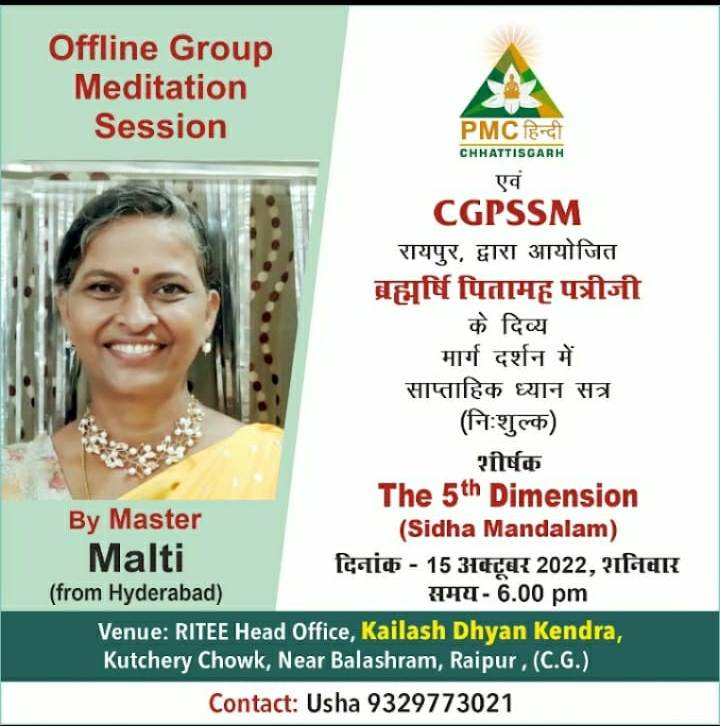 Offline Group
Meditation
Session
By Master
Malti
(from Hyderabad)
PMC हिन्दी
CHHATTISGARH
एवं
CGPSSM
रायपुर, द्वारा आयोजित
ब्रह्मर्षि पितामह पत्रीजी
के दिव्य
मार्ग दर्शन में
साप्ताहिक ध्यान सत्र
(निःशुल्क)
शीर्षक
The 5th Dimension
(Sidha Mandalam)
दिनांक - 15 अक्टूबर 2022, शनिवार
समय - 6.00 pm
Venue: RITEE Head Office, Kailash Dhyan Kendra,
Kutchery Chowk, Near Balashram, Raipur , (C.G.)
Contact: Usha 9329773021